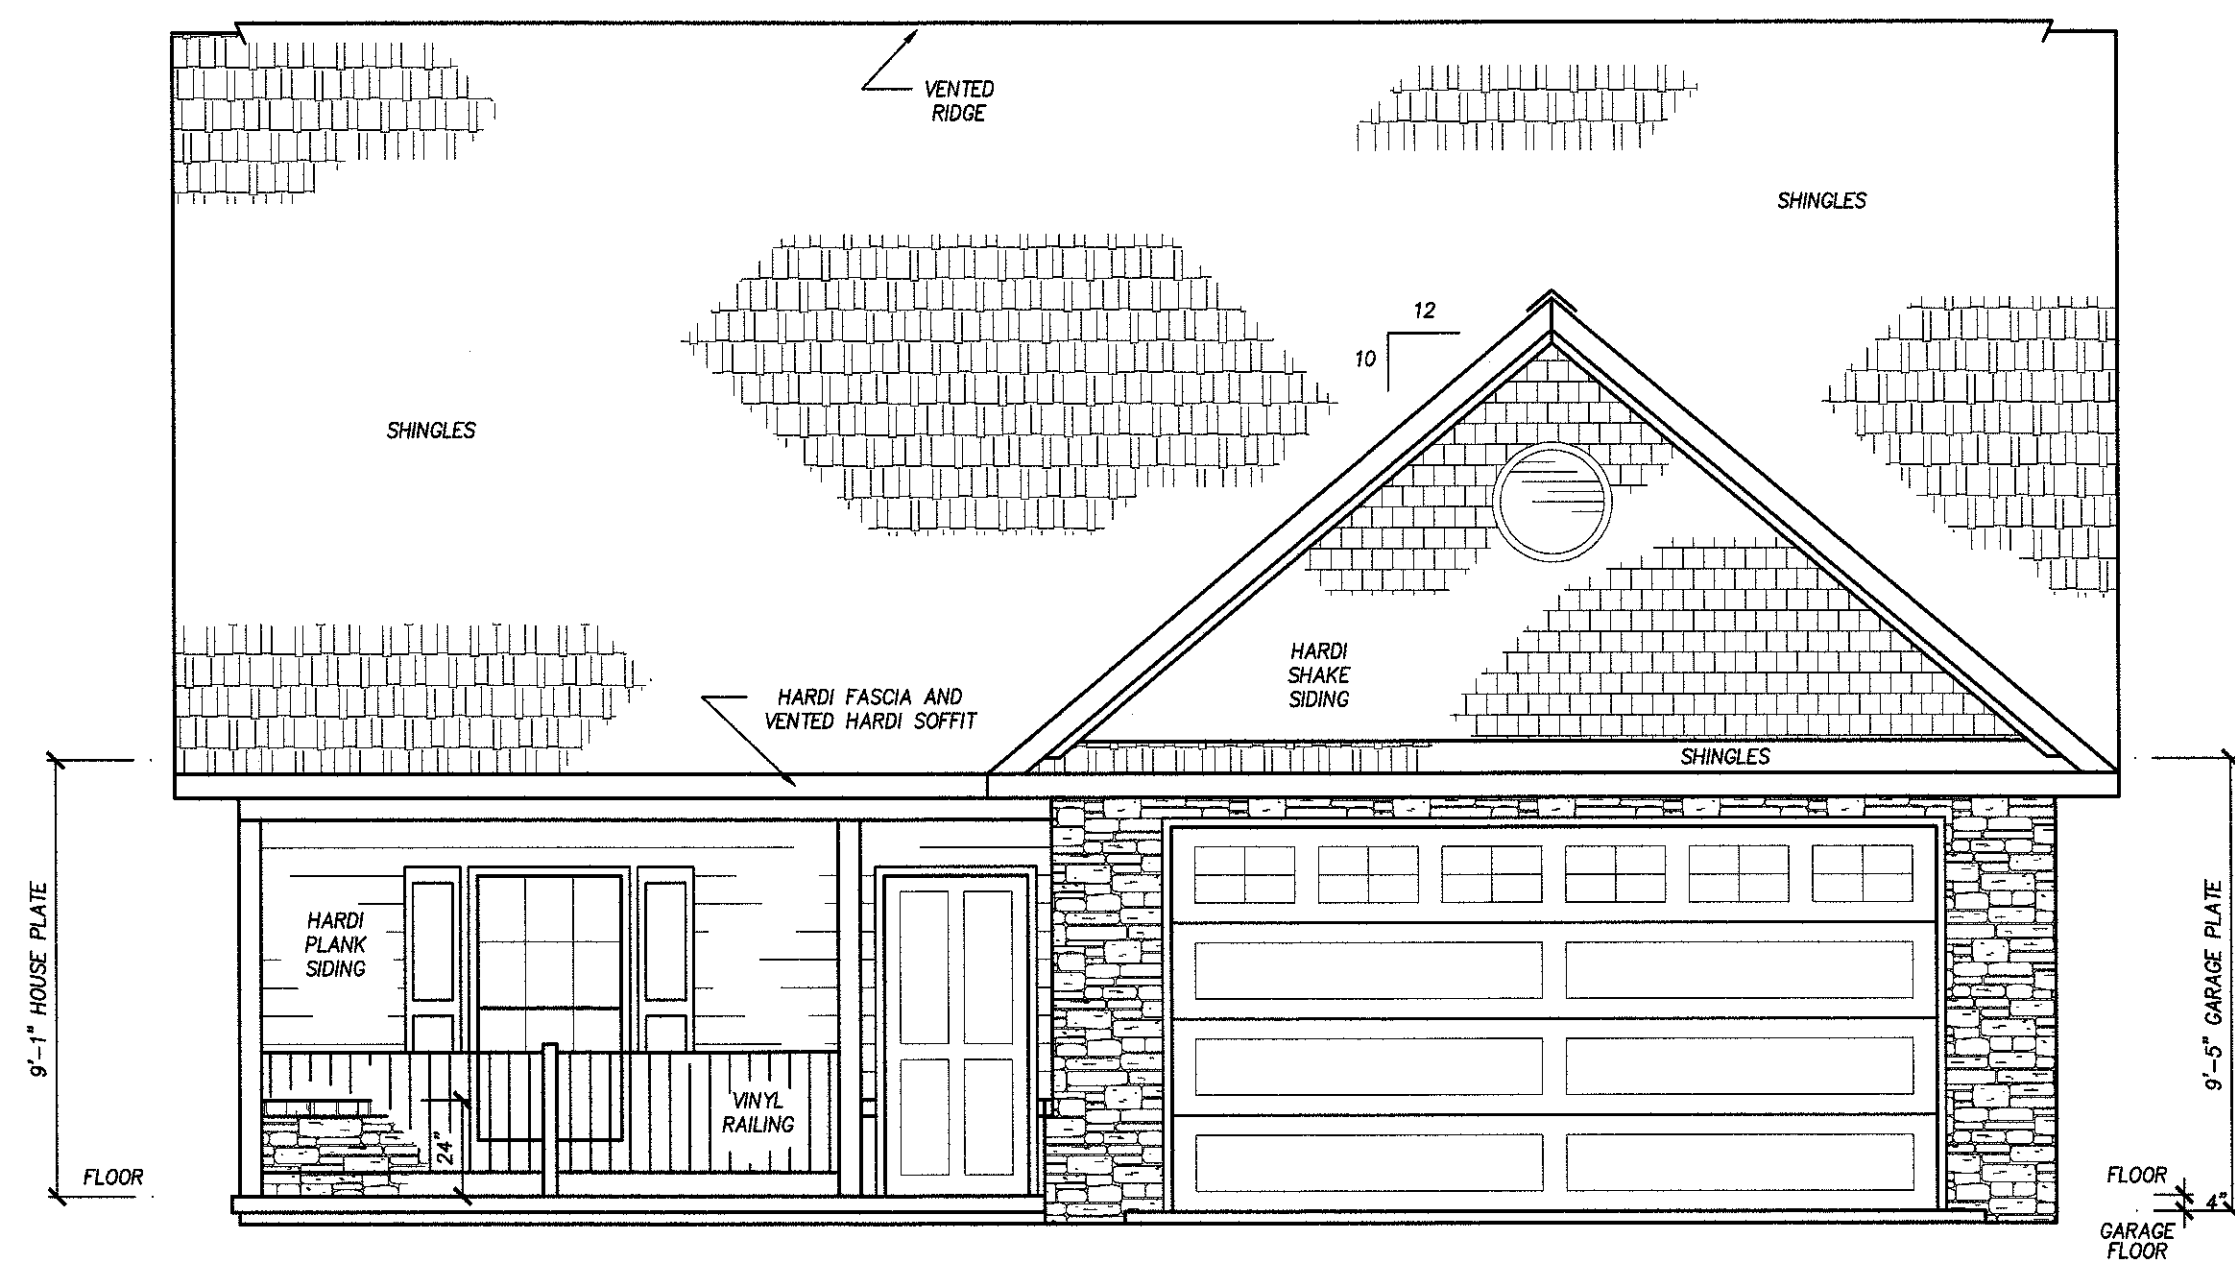 VENTED
RIDGE
SHINGLES
12
10
SHINGLES
HARDI
SHAKE
SIDING
HARDI FASCIA AND
VENTED HARDI SOFFIT
SHINGLES
9'-1" HOUSE PLATE
HARDI
PLANK
SIDING
9'-5" GARAGE PLATE
VINYL
RAILING
24"
FLOOR
FLOOR
4"
GARAGE
FLOOR